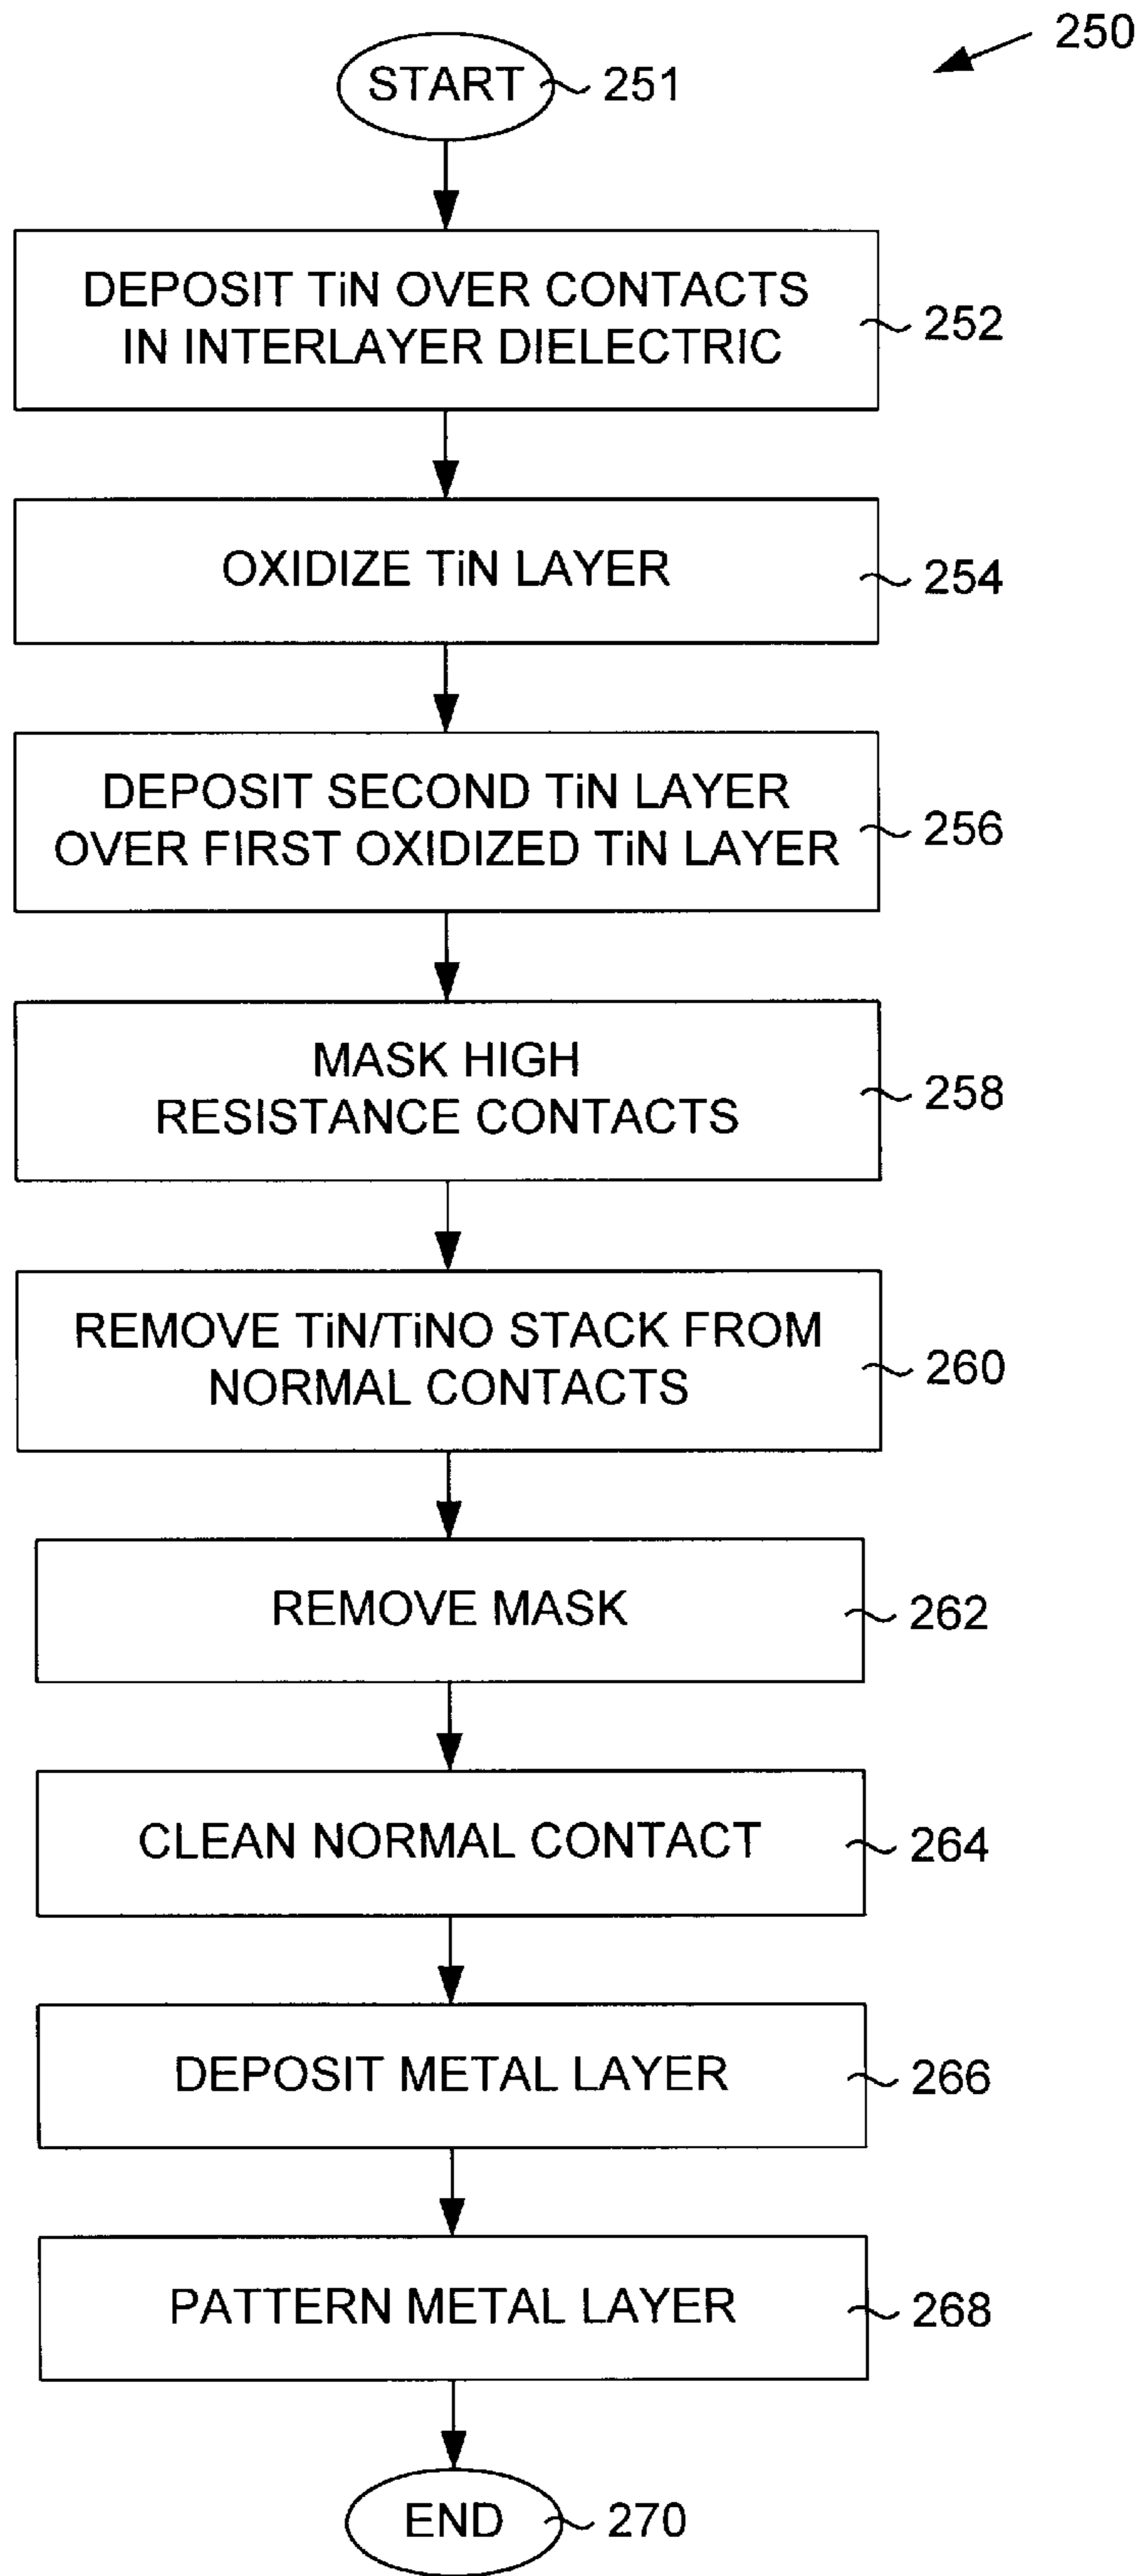 250
START 251
DEPOSIT TiN OVER CONTACTS
IN INTERLAYER DIELECTRIC
252
OXIDIZE TiN LAYER
254
DEPOSIT SECOND TiN LAYER
OVER FIRST OXIDIZED TiN LAYER
256
MASK HIGH
RESISTANCE CONTACTS
258
REMOVE TiN/TiNO STACK FROM
NORMAL CONTACTS
260
REMOVE MASK
262
CLEAN NORMAL CONTACT
264
DEPOSIT METAL LAYER
266
PATTERN METAL LAYER
268
END 270